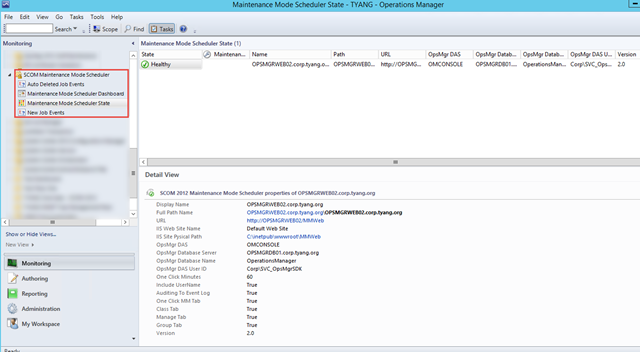 Maintenance Mode Scheduler State - TYANG - Operations Manager
File Edit View Go Tasks Tools Help
Search Scope Find Tasks
Monitoring
SCOM Maintenance Mode Scheduler
Auto Deleted Job Events
Maintenance Mode Scheduler Dashboard
Maintenance Mode Scheduler State
New Job Events
Show or Hide Views...
New View
Monitoring
Authoring
Reporting
Administration
My Workspace
Ready
Maintenance Mode Scheduler State (1)
State Maintenan... Name Path URL OpsMgr DAS OpsMgr Databas... OpsMgr Datab... OpsMgr DAS U... Version
Healthy OPSMGRWEB02.corp.tyang... OPSMGRWEB0... http://OPSMG... OMCONSOLE OPSMGRDB01.co... OperationsMan... Corp\SVC_Ops... 2.0
Detail View
SCOM 2012 Maintenance Mode Scheduler properties of OPSMGRWEB02.corp.tyang.org
Display Name OPSMGRWEB02.corp.tyang.org
Full Path Name OPSMGRWEB02.corp.tyang.org\OPSMGRWEB02.corp.tyang.org
URL http://OPSMGRWEB02/MMWeb
IIS Web Site Name Default Web Site
IIS Site Pysical Path C:\inetpub\wwwroot\MMWeb
OpsMgr DAS OMCONSOLE
OpsMgr Database Server OPSMGRDB01.corp.tyang.org
OpsMgr Database Name OperationsManager
OpsMgr DAS User ID Corp\SVC_OpsMgrSDK
One Click Minutes 60
Include UserName True
Auditing To Event Log True
One Click MM Tab True
Class Tab True
Manage Tab True
Group Tab True
Version 2.0